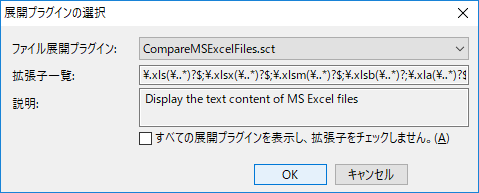 展開プラグインの選択
ファイル展開プラグイン:
CompareMSExcelFiles.sct
拡張子一覧:
¥.xls(¥..*)?$;¥.xlsx(¥..*)?$;¥.xlsm(¥..*)?$;¥.xlsb(¥..*)?;¥.xla(¥..*)?$
説明:
Display the text content of MS Excel files
すべての展開プラグインを表示し、拡張子をチェックしません。(A)
OK
キャンセル